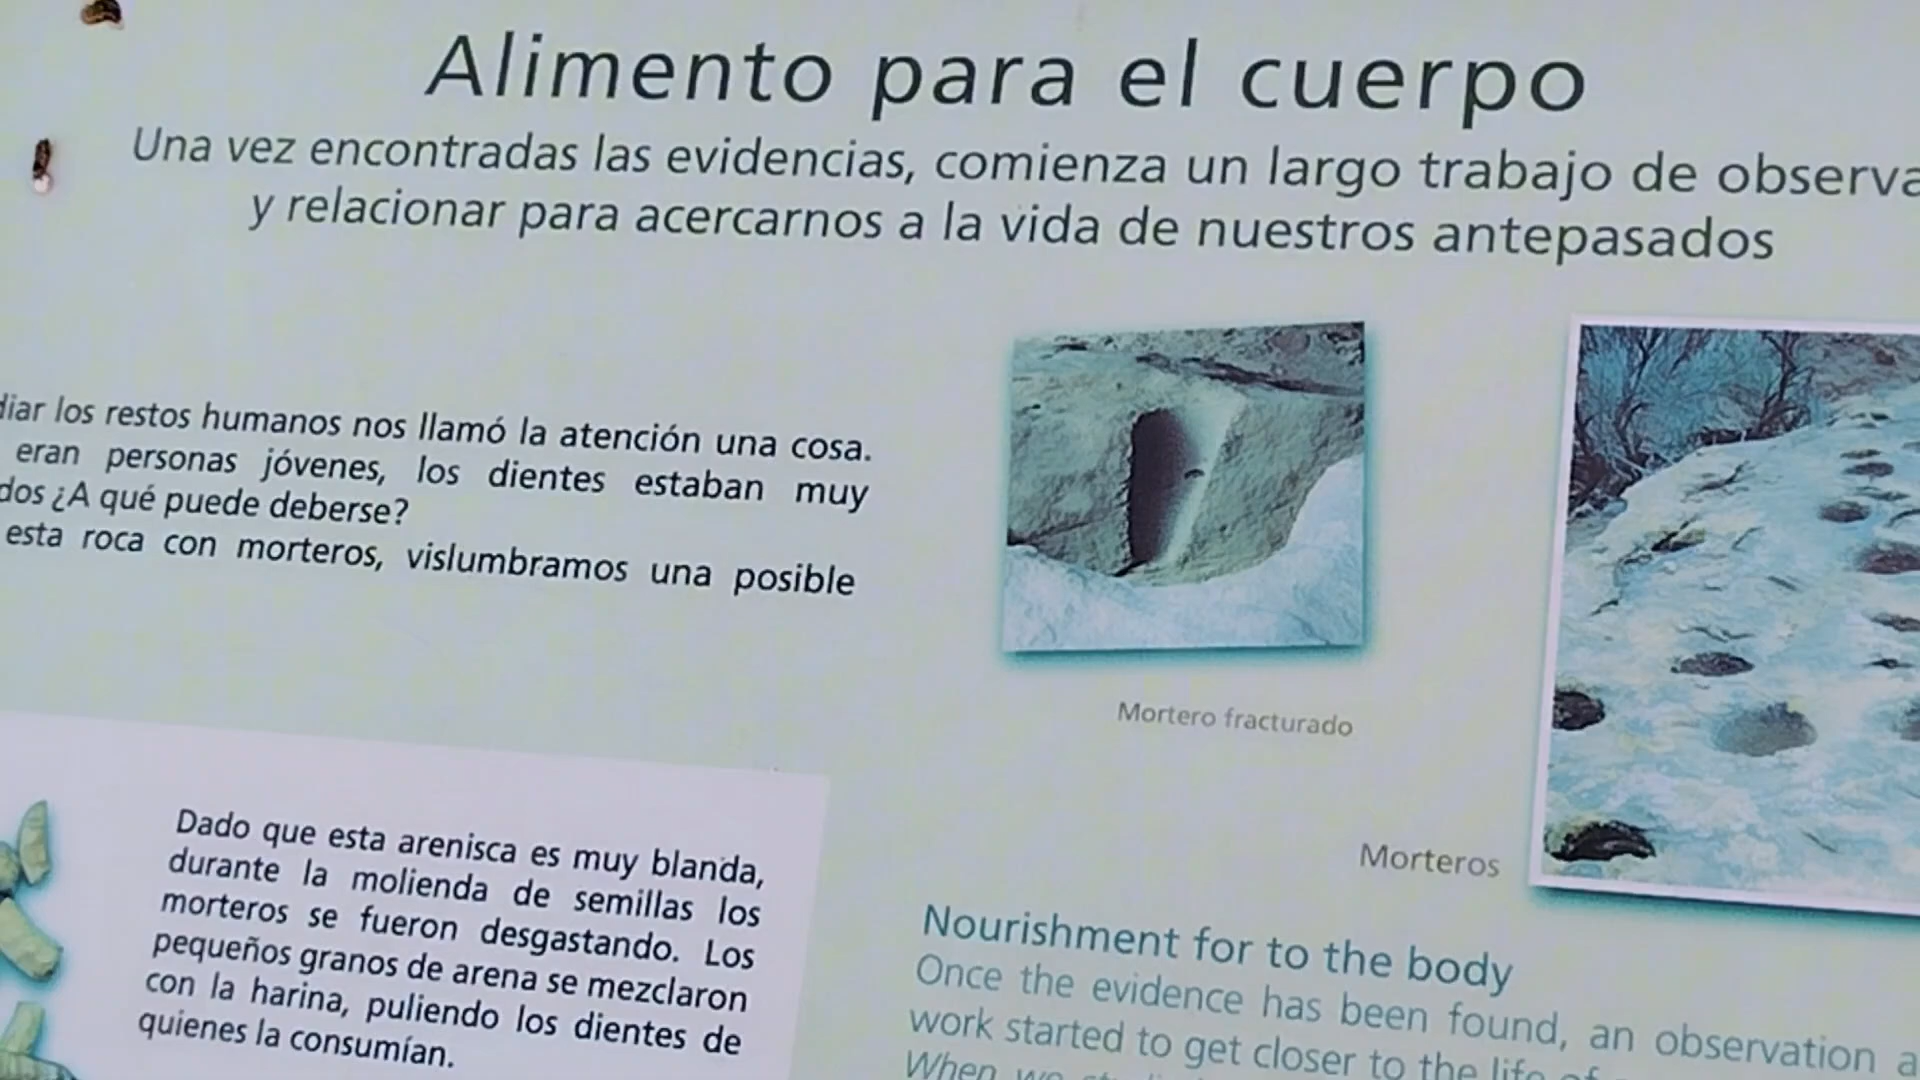 Alimento para el cuerpo
Una vez encontradas las evidencias, comienza un largo trabajo de
y relacionar para acercarnos a la vida de nuestros antepasados
los restos humanos nos llamó la atención una cosa.
eran personas jóvenes, los dientes estaban muy
¿A qué puede deberse?
esta roca con morteros, vislumbramos una posible
Mortero fracturado
Morteros
Dado que esta arenisca es muy blanda,
durante la molienda de semillas los
morteros se fueron desgastando. Los
pequeños granos de arena se mezclaron
con la harina, puliendo los dientes de
quienes la consumían.
Nourishment for to the body
Once the evidence has been found, an observation
work started to get closer to the life of
When we